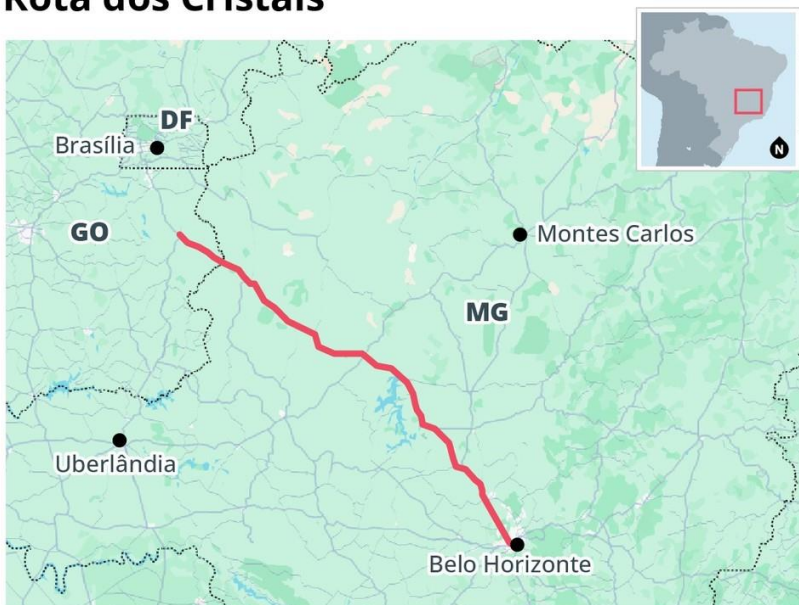 Rota dos Cristais
DF
Brasília
GO
Montes Carlos
MG
Uberlândia
Belo Horizonte
N